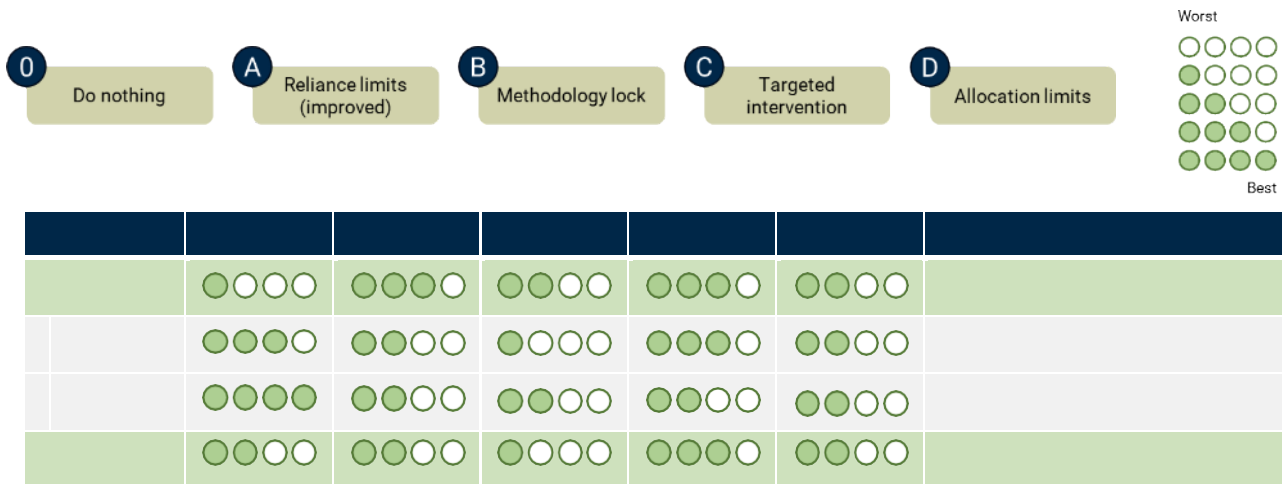 Worst
0
Do nothing
A
Reliance limits
(improved)
B
Methodology lock
C
Targeted
intervention
D
Allocation limits
Best